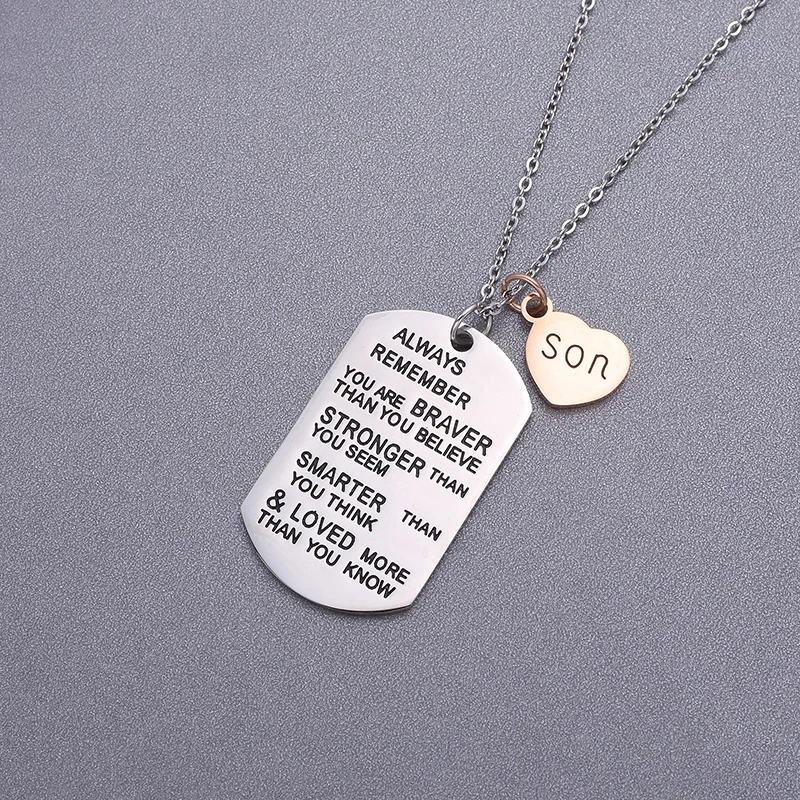 ALWAYS
REMEMBER
YOU ARE BRAVER
THAN YOU BELIEVE
STRONGER THAN
YOU SEEM
SMARTER THAN
YOU THINK
& LOVED MORE
THAN YOU KNOW
son